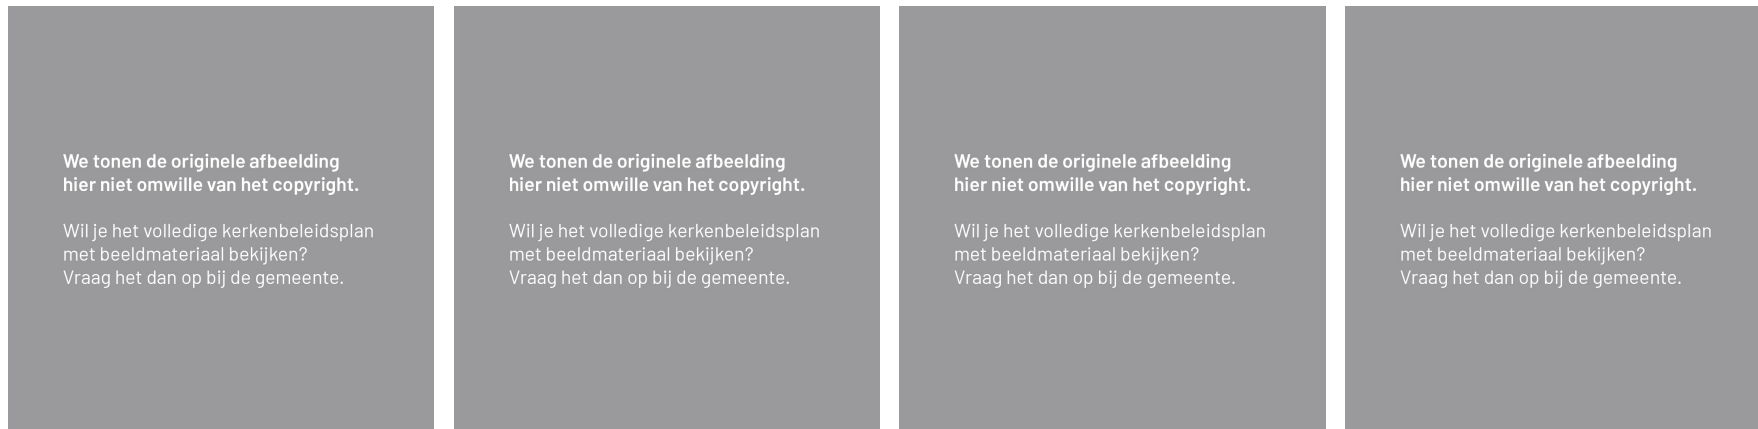 We tonen de originele afbeelding
hier niet omwille van het copyright.
Wil je het volledige kerkenbeleidsplan
met beeldmateriaal bekijken?
Vraag het dan op bij de gemeente.
We tonen de originele afbeelding
hier niet omwille van het copyright.
Wil je het volledige kerkenbeleidsplan
met beeldmateriaal bekijken?
Vraag het dan op bij de gemeente.
We tonen de originele afbeelding
hier niet omwille van het copyright.
Wil je het volledige kerkenbeleidsplan
met beeldmateriaal bekijken?
Vraag het dan op bij de gemeente.
We tonen de originele afbeelding
hier niet omwille van het copyright.
Wil je het volledige kerkenbeleidsplan
met beeldmateriaal bekijken?
Vraag het dan op bij de gemeente.